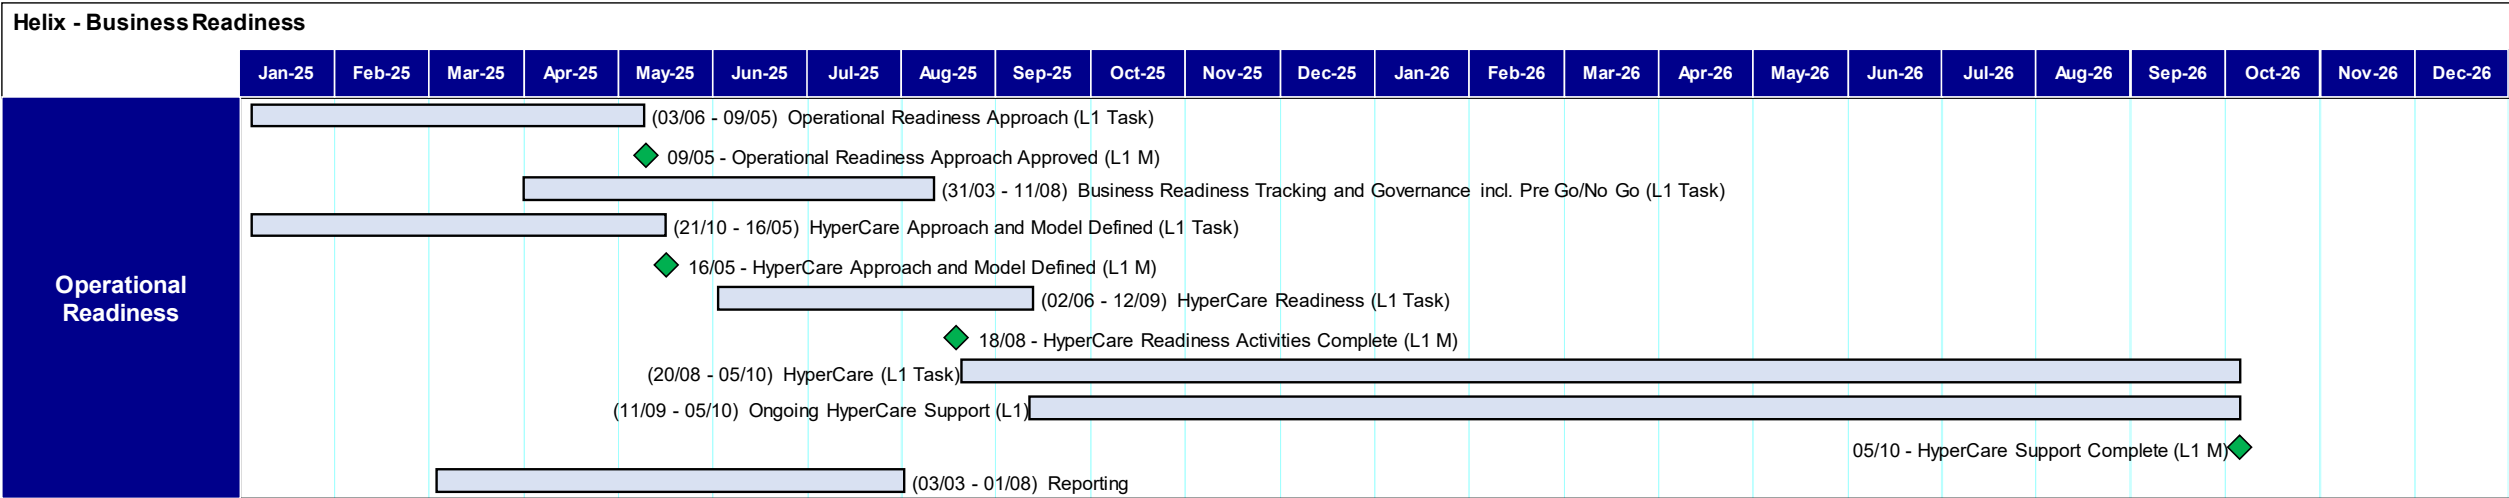 Helix - Business Readiness
Jan-25 Feb-25 Mar-25 Apr-25 May-25 Jun-25 Jul-25 Aug-25 Sep-25 Oct-25 Nov-25 Dec-25 Jan-26 Feb-26 Mar-26 Apr-26 May-26 Jun-26 Jul-26 Aug-26 Sep-26 Oct-26 Nov-26 Dec-26
Operational
Readiness
(03/06 - 09/05) Operational Readiness Approach (L1 Task)
09/05 - Operational Readiness Approach Approved (L1 M)
(31/03 - 11/08) Business Readiness Tracking and Governance incl. Pre Go/No Go (L1 Task)
(21/10 - 16/05) HyperCare Approach and Model Defined (L1 Task)
16/05 - HyperCare Approach and Model Defined (L1 M)
(02/06 - 12/09) HyperCare Readiness (L1 Task)
18/08 - HyperCare Readiness Activities Complete (L1 M)
(20/08 - 05/10) HyperCare (L1 Task)
(11/09 - 05/10) Ongoing HyperCare Support (L1)
05/10 - HyperCare Support Complete (L1 M)
(03/03 - 01/08) Reporting